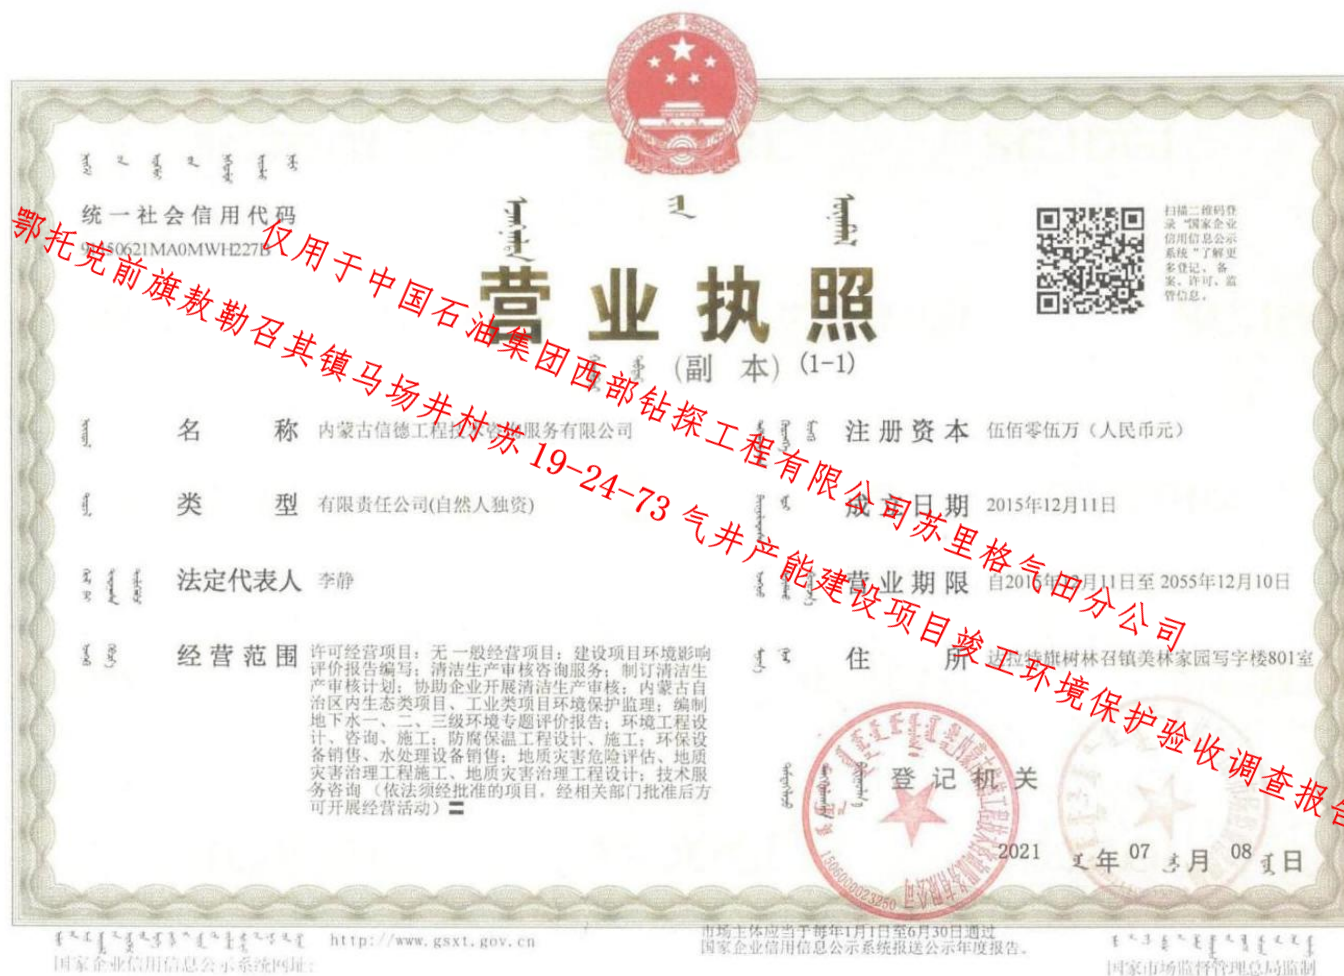 统一社会信用代码
营业执照
(副 本) (1-1)
扫描二维码登
录“国家企业
信用信息公示
系统”了解更
多登记、备
案、许可、监
管信息。
仅用于中国石油集团西部钻探工程有限公司苏里格气田分公司
鄂托克前旗敖勒召其镇马场井村苏 19-24-73 气井产能建设项目竣工环境保护验收调查报告
名 称 内蒙古信德工程技术咨询服务有限公司
类 型 有限责任公司(自然人独资)
法定代表人 李静
经营范围 许可经营项目：无 一般经营项目：建设项目环境影响
评价报告编写；清洁生产审核咨询服务；制订清洁生
产审核计划；协助企业开展清洁生产审核；内蒙古自
治区内生态类项目、工业类项目环境保护监理；编制
地下水一、二、三级环境专题评价报告；环境工程设
计、咨询、施工；防腐保温工程设计、施工；环保设
备销售、水处理设备销售；地质灾害危险评估、地质
灾害治理工程施工、地质灾害治理工程设计；技术服
务咨询（依法须经批准的项目，经相关部门批准后方
可开展经营活动）
注册资本 伍佰零伍万（人民币元）
成立日期 2015年12月11日
营业期限 自2015年12月11日至 2055年12月10日
住 所 达拉特旗树林召镇美林家园写字楼801室
登记机关
2021 年 07 月 08 日
1506000023260
国家企业信用信息公示系统网址：
http://www.gsxt.gov.cn
市场主体应当于每年1月1日至6月30日通过
国家企业信用信息公示系统报送公示年度报告。
国家市场监督管理总局监制